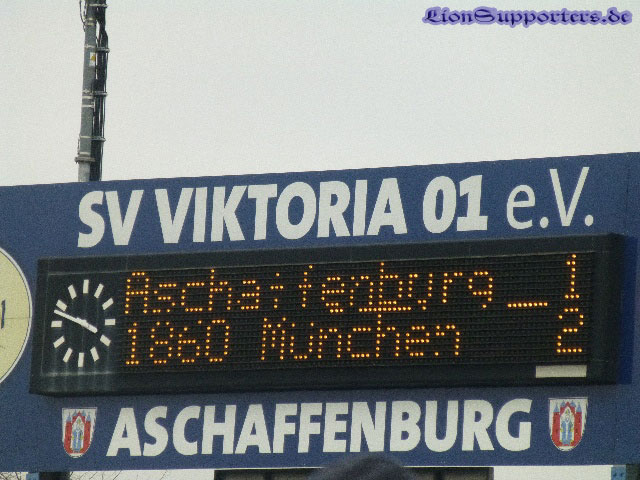 LionSupporters.de
SV VIKTORIA 01 e.V.
Aschaffenburg _ 1
1860 München 2
ASCHAFFENBURG